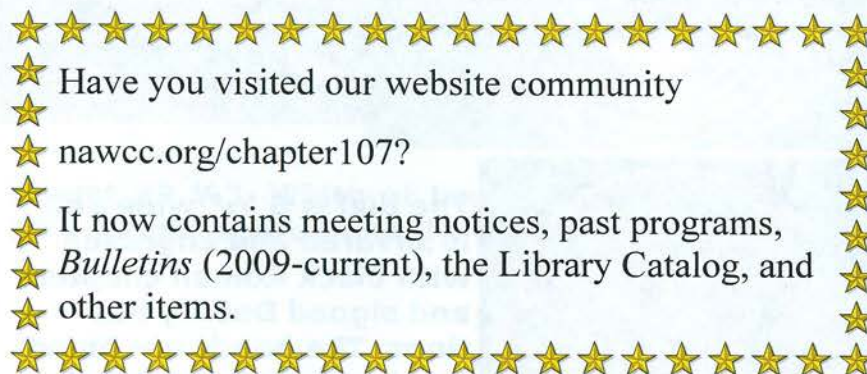 Have you visited our website community
nawcc.org/chapter107?
It now contains meeting notices, past programs,
Bulletins (2009-current), the Library Catalog, and
other items.